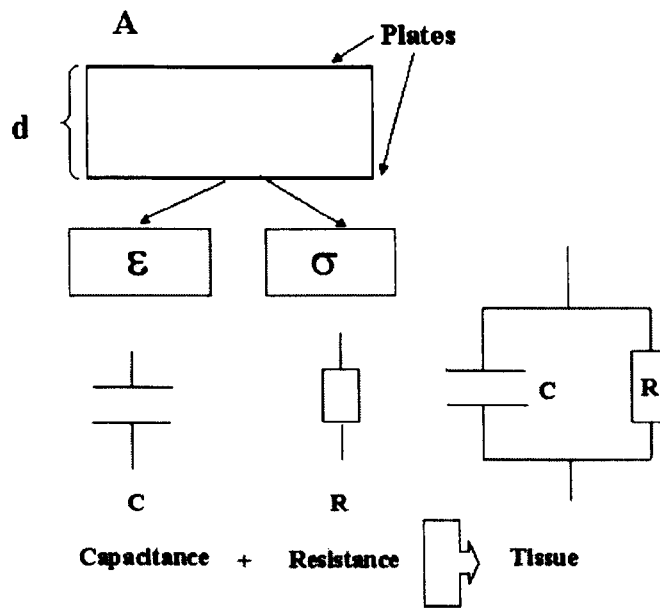 A
Plates
d
ε
σ
C
R
C
R
Capacitance + Resistance Tissue